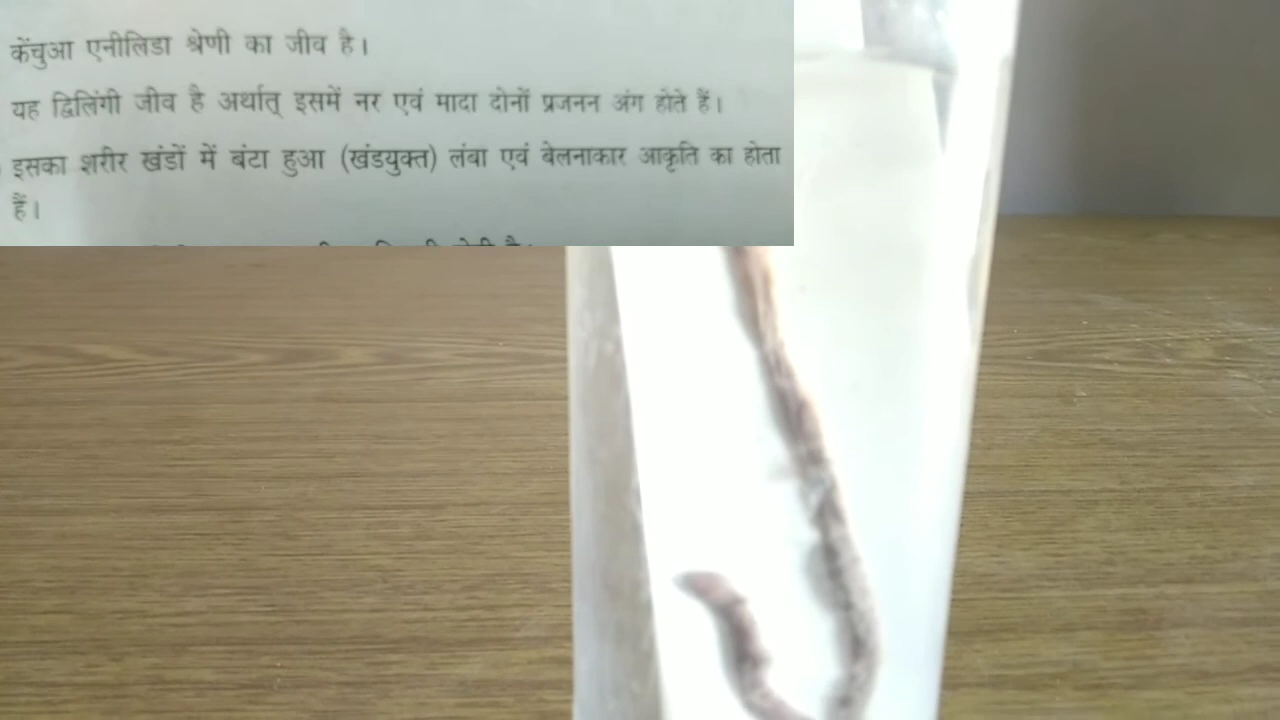 केंचुआ एनीलिडा श्रेणी का जीव है।
यह द्विलिंगी जीव है अर्थात् इसमें नर एवं मादा दोनों प्रजनन अंग होते हैं।
इसका शरीर खंडों में बंटा हुआ (खंडयुक्त) लंबा एवं बेलनाकार आकृति का होता
हैं।